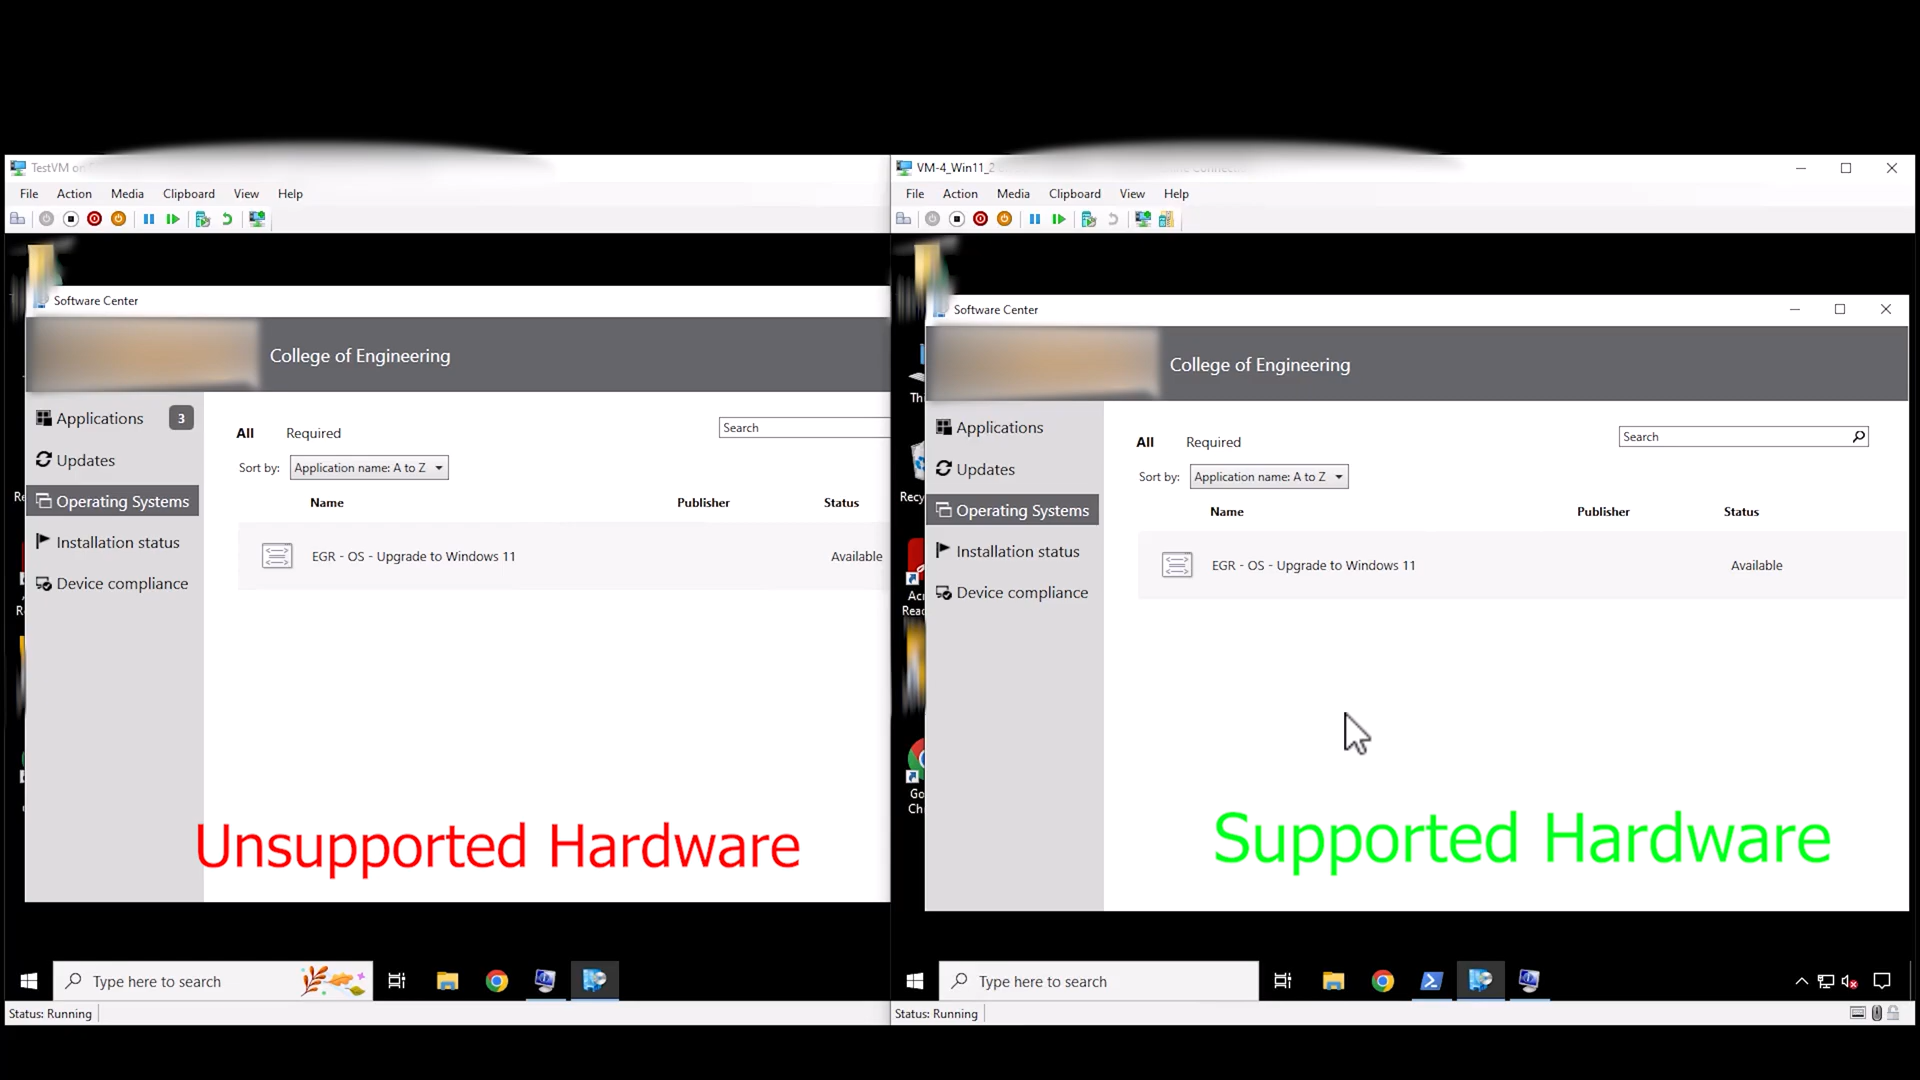 TestVM on
File Action Media Clipboard View Help
Software Center
College of Engineering
Applications 3
Updates
Operating Systems
Installation status
Device compliance
All Required
Search
Sort by: Application name: A to Z
Name Publisher Status
EGR - OS - Upgrade to Windows 11 Available
Unsupported Hardware
Type here to search
Status: Running
VM-4_Win11_2
File Action Media Clipboard View Help
Software Center
College of Engineering
Applications
Updates
Operating Systems
Installation status
Device compliance
All Required
Search
Sort by: Application name: A to Z
Name Publisher Status
EGR - OS - Upgrade to Windows 11 Available
Supported Hardware
Type here to search
Status: Running